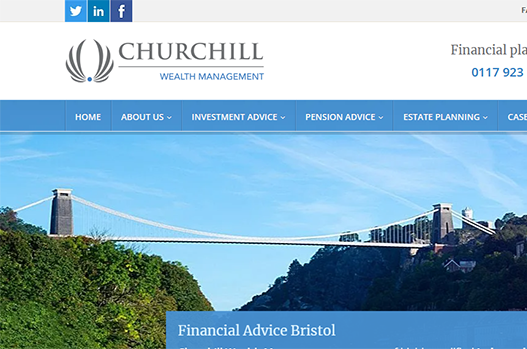 FA
CHURCHILL
WEALTH MANAGEMENT
Financial pla
0117 923
HOME ABOUT US INVESTMENT ADVICE PENSION ADVICE ESTATE PLANNING CASE
Financial Advice Bristol